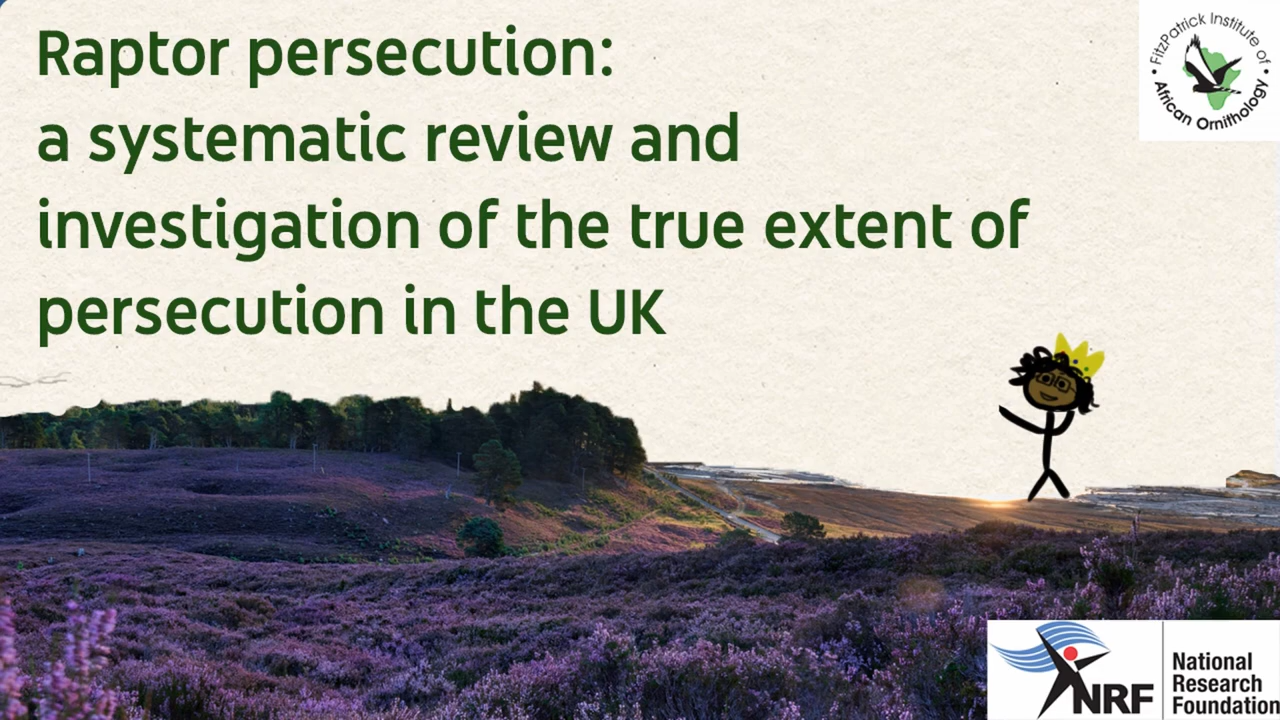 Raptor persecution:
a systematic review and
investigation of the true extent of
persecution in the UK
FitzPatrick Institute of
African Ornithology
NRF
National
Research
Foundation